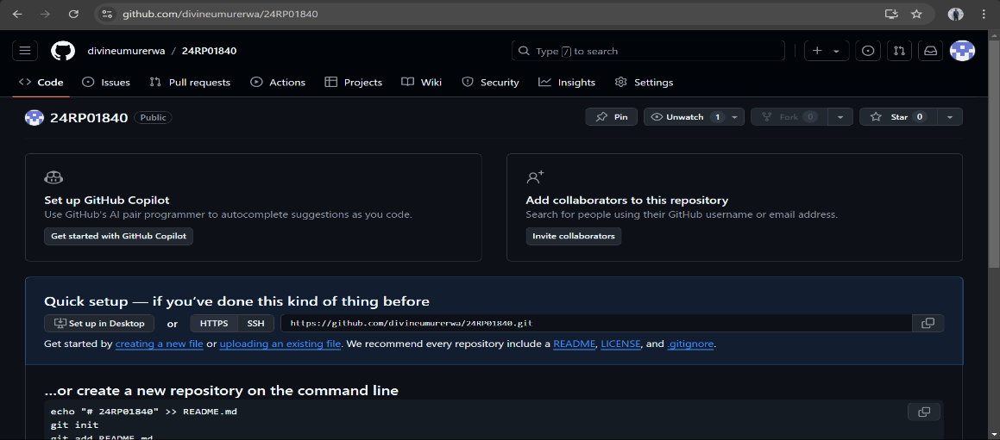 github.com/divineumurerwa/24RP01840
divineumurerwa / 24RP01840
Type / to search
Code Issues Pull requests Actions Projects Wiki Security Insights Settings
24RP01840 Public
Pin Unwatch 1 Fork 0 Star 0
Set up GitHub Copilot
Use GitHub's AI pair programmer to autocomplete suggestions as you code.
Get started with GitHub Copilot
Add collaborators to this repository
Search for people using their GitHub username or email address.
Invite collaborators
Quick setup — if you've done this kind of thing before
Set up in Desktop or HTTPS SSH https://github.com/divineumurerwa/24RP01840.git
Get started by creating a new file or uploading an existing file. We recommend every repository include a README, LICENSE, and .gitignore.
...or create a new repository on the command line
echo "# 24RP01840" >> README.md
git init
git add README.md